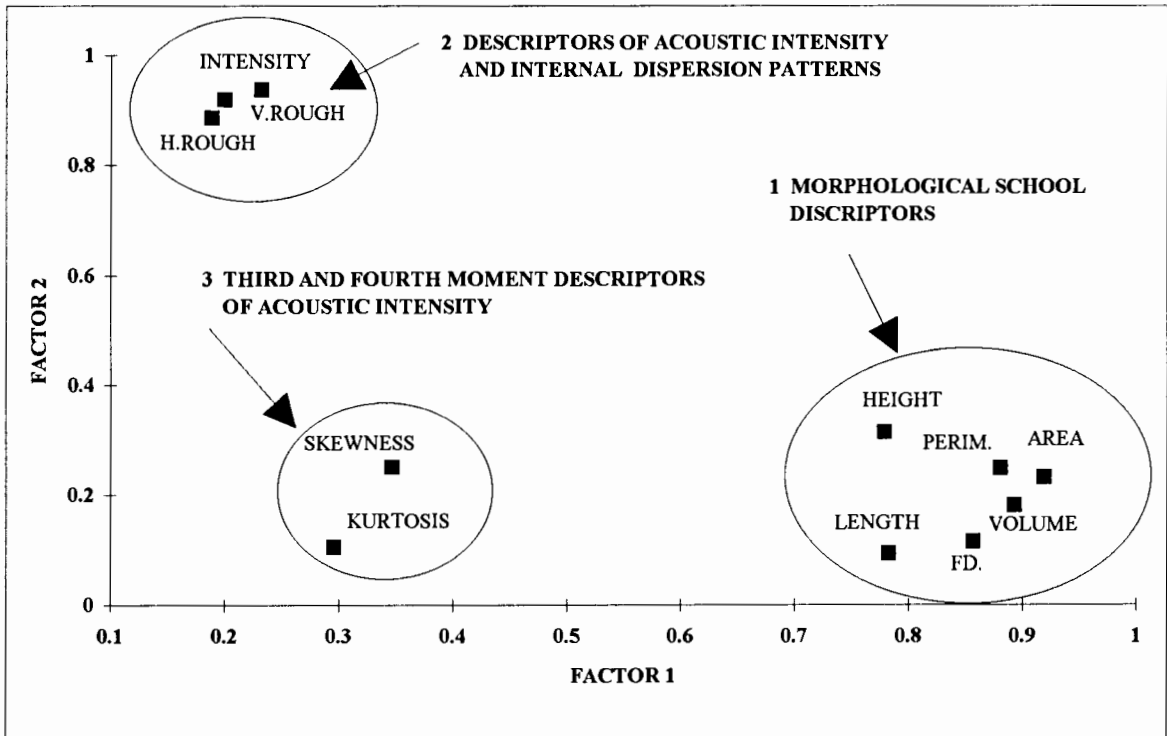 2 DESCRIPTORS OF ACOUSTIC INTENSITY
AND INTERNAL DISPERSION PATTERNS
INTENSITY
V.ROUGH
H.ROUGH
1 MORPHOLOGICAL SCHOOL
DISCRIPTORS
3 THIRD AND FOURTH MOMENT DESCRIPTORS
OF ACOUSTIC INTENSITY
HEIGHT
PERIM.
AREA
SKEWNESS
KURTOSIS
LENGTH
VOLUME
FD.
FACTOR 2
1
0.8
0.6
0.4
0.2
0
0.1 0.2 0.3 0.4 0.5 0.6 0.7 0.8 0.9 1
FACTOR 1